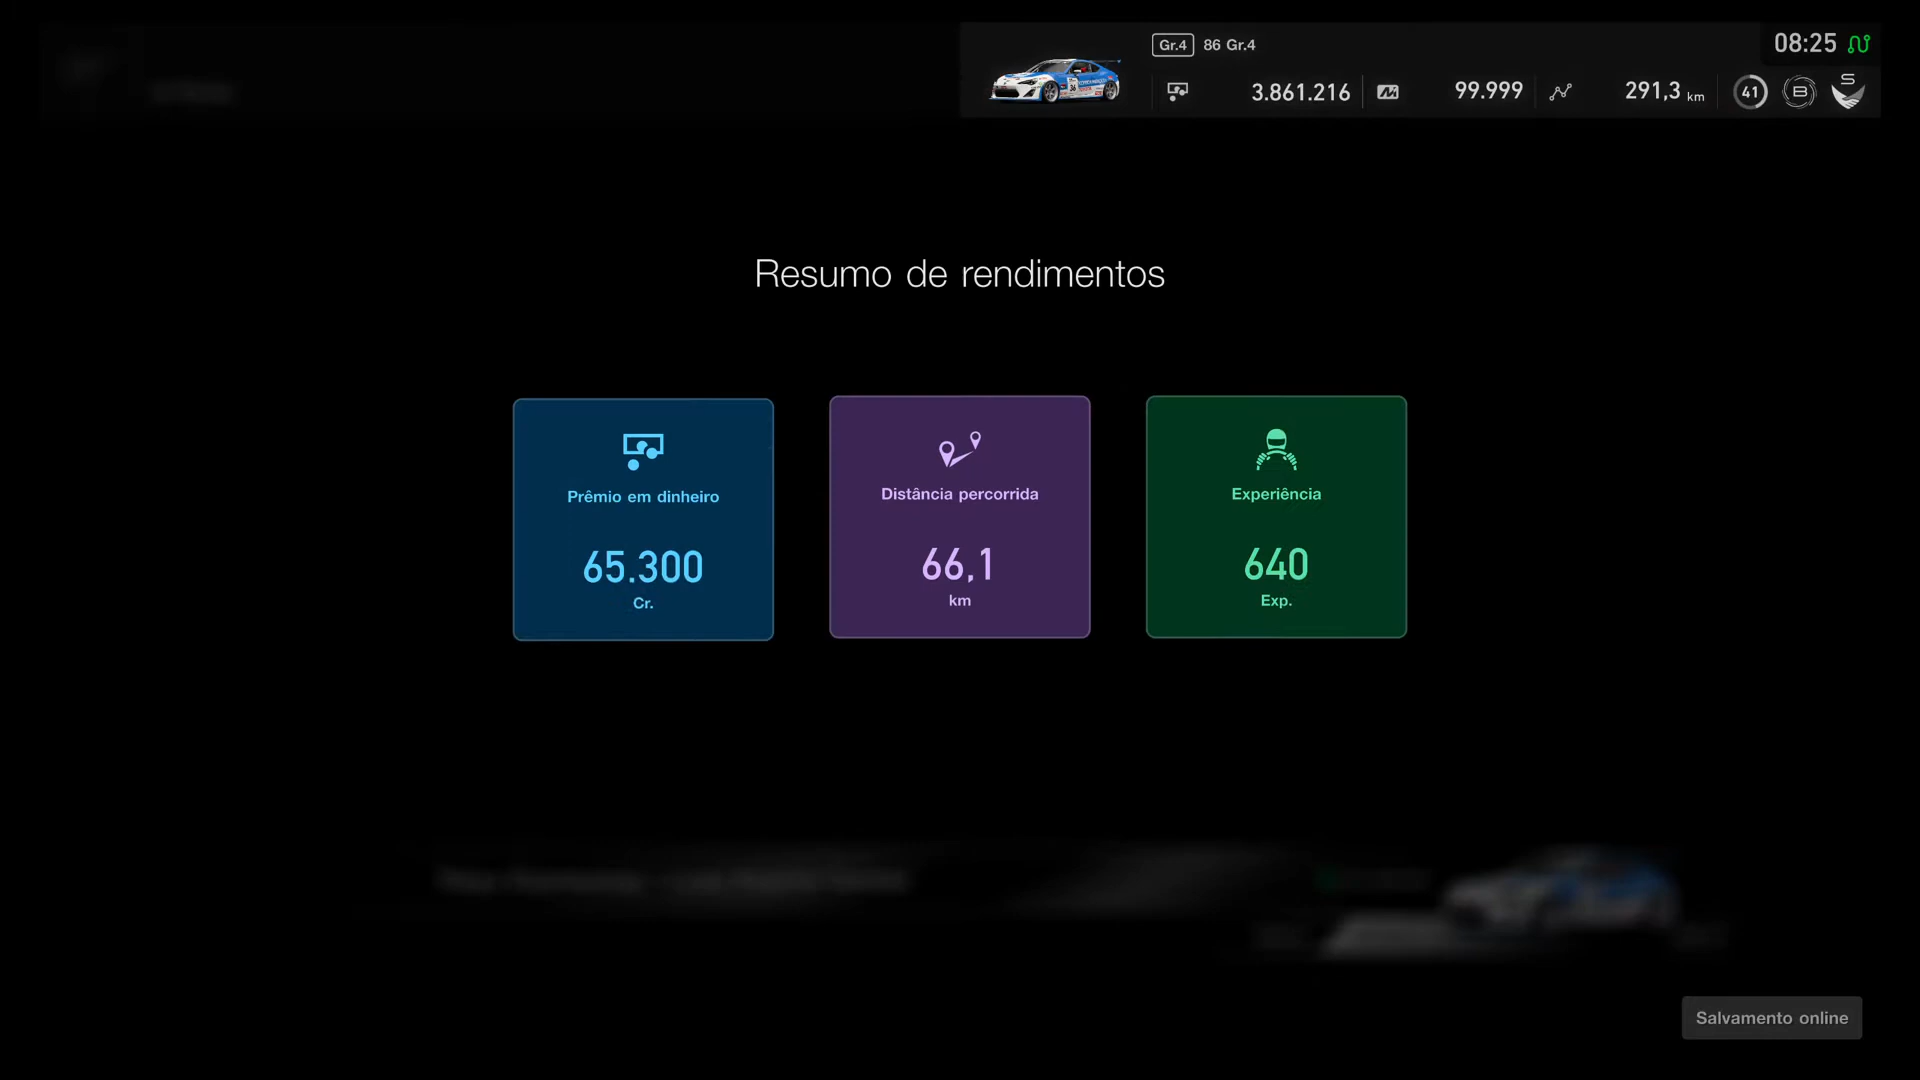 Gr.4 86 Gr.4
08:25
3.861.216 99.999 291,3 km 41 B S
Resumo de rendimentos
Prêmio em dinheiro
65.300
Cr.
Distância percorrida
66,1
km
Experiência
640
Exp.
Salvamento online